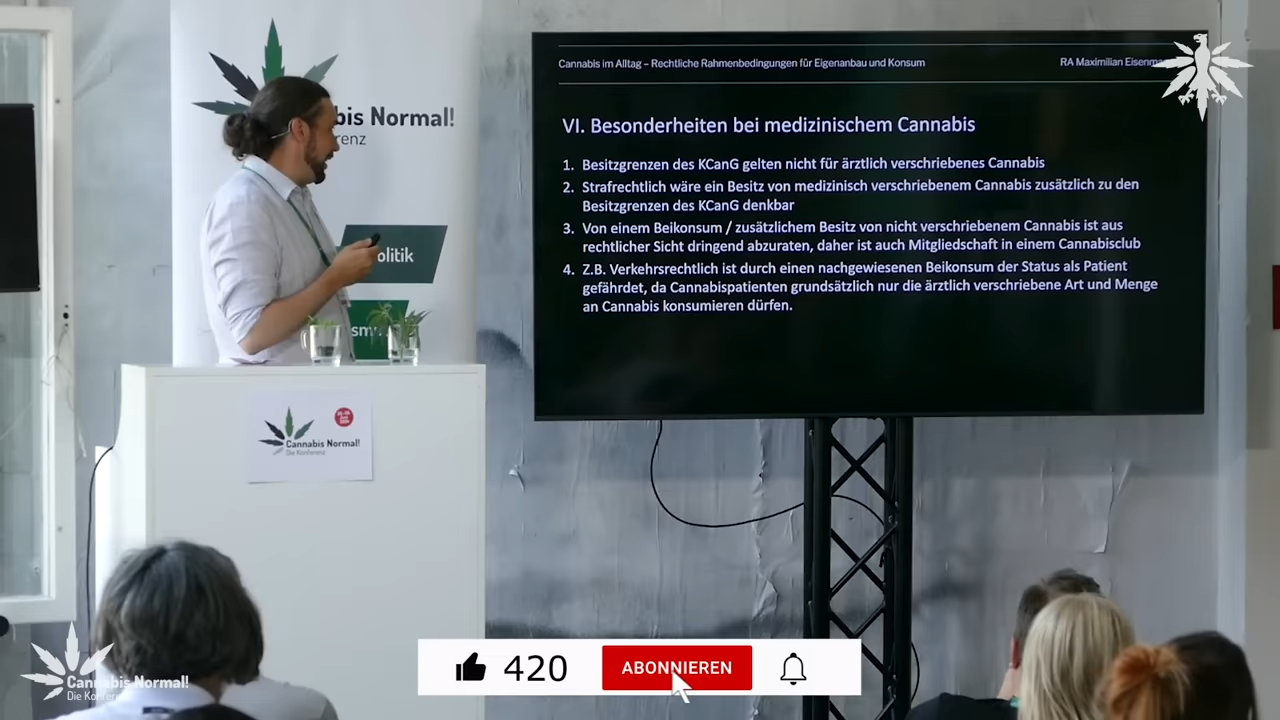 Cannabis im Alltag – Rechtliche Rahmenbedingungen für Eigenanbau und Konsum
RA Maximilian
VI. Besonderheiten bei medizinischem Cannabis
1. Besitzgrenzen des KCanG gelten nicht für ärztlich verschriebenes Cannabis
2. Strafrechtlich wäre ein Besitz von medizinisch verschriebenem Cannabis zusätzlich zu den
Besitzgrenzen des KCanG denkbar
3. Von einem Beikonsum / zusätzlichem Besitz von nicht verschriebenem Cannabis ist aus
rechtlicher Sicht dringend abzuraten, daher ist auch Mitgliedschaft in einem Cannabisclub
4. Z.B. Verkehrsrechtlich ist durch einen nachgewiesenen Beikonsum der Status als Patient
gefährdet, da Cannabispatienten grundsätzlich nur die ärztlich verschriebene Art und Menge
an Cannabis konsumieren dürfen.
bis Normal!
renz
olitik
Cannabis Normal!
Die Konferenz
420
ABONNIEREN
Cannabis Normal!
Die Konferenz